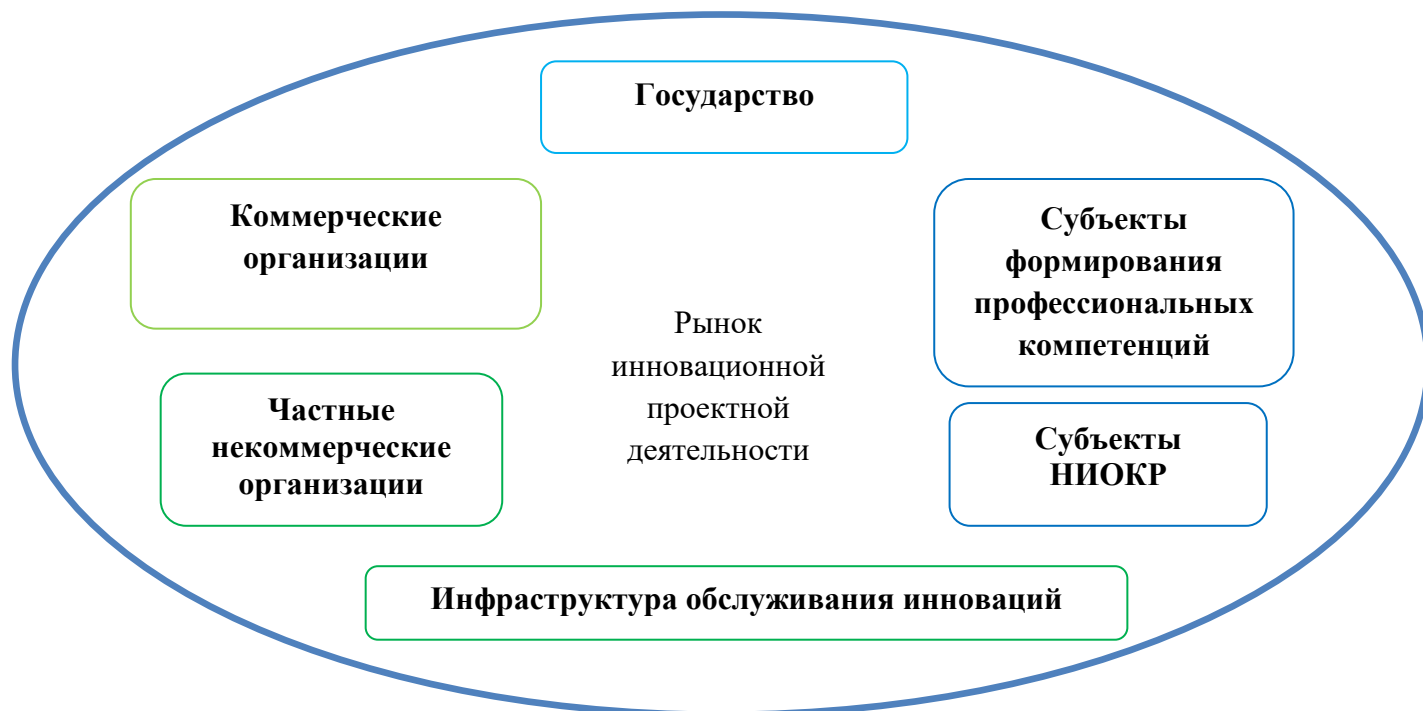 Государство
Коммерческие
организации
Субъекты
формирования
профессиональных
компетенций
Рынок
инновационной
проектной
деятельности
Частные
некоммерческие
организации
Субъекты
НИОКР
Инфраструктура обслуживания инноваций